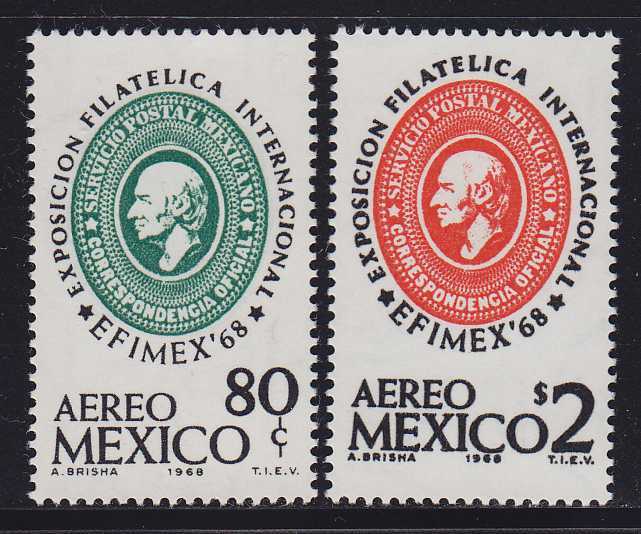 EXPOSICION FILATELICA INTERNACIONAL
★ EFIMEX'68 ★
SERVICIO POSTAL MEXICANO
★ CORRESPONDENCIA OFICIAL ★
AEREO 80¢
MEXICO
A. BRISHA 1968 T.I.E.V.
EXPOSICION FILATELICA INTERNACIONAL
★ EFIMEX'68 ★
SERVICIO POSTAL MEXICANO
★ CORRESPONDENCIA OFICIAL ★
AEREO $2
MEXICO
A. BRISHA 1968 T.I.E.V.